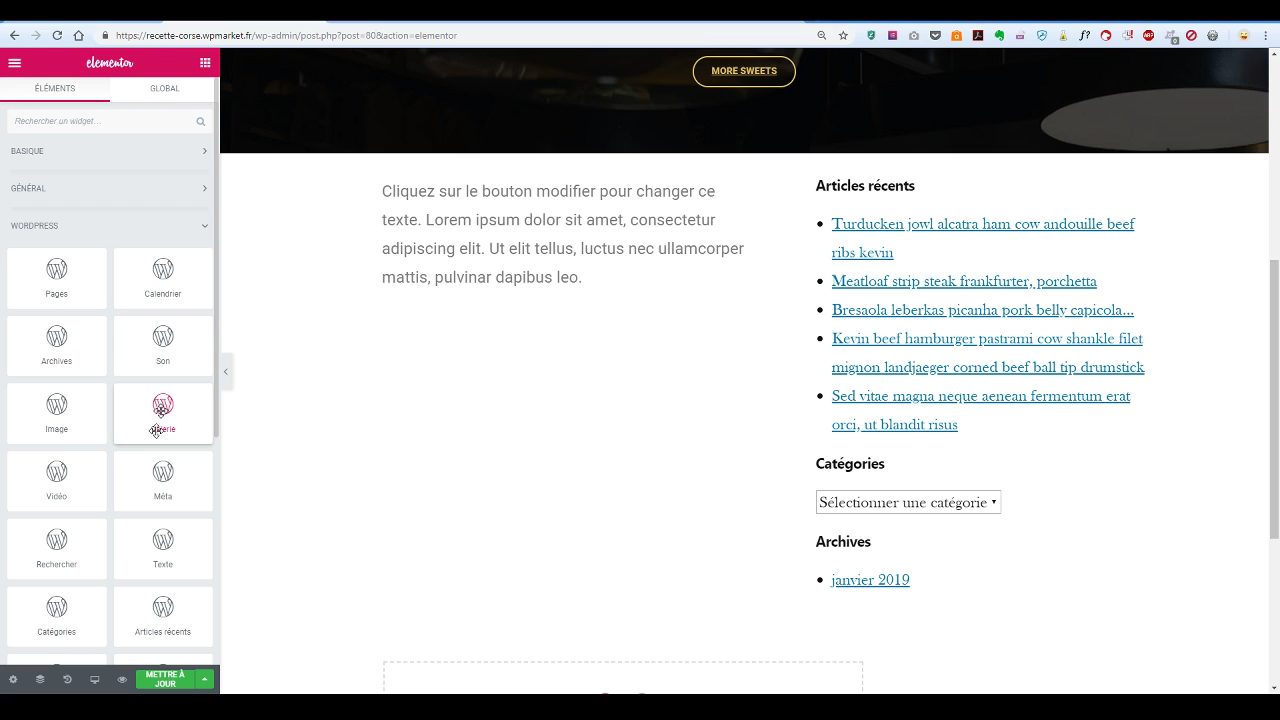 https://recette-corse.wpmarket.fr/wp-admin/post.php?post=80&action=elementor
elementor
ÉLÉMENTS
GLOBAL
Rechercher un widget...
BASIQUE
GÉNÉRAL
WORDPRESS
Pages
Calendrier
Archives
Son
Image
Vidéo
Méta
Rechercher
Texte
Catégories
Articles récents
METTRE À
JOUR
MORE SWEETS
Cliquez sur le bouton modifier pour changer ce
texte. Lorem ipsum dolor sit amet, consectetur
adipiscing elit. Ut elit tellus, luctus nec ullamcorper
mattis, pulvinar dapibus leo.
Articles récents
Turducken jowl alcatra ham cow andouille beef
ribs kevin
Meatloaf strip steak frankfurter, porchetta
Bresaola leberkas picanha pork belly capicola...
Kevin beef hamburger pastrami cow shankle filet
mignon landjaeger corned beef ball tip drumstick
Sed vitae magna neque aenean fermentum erat
orci, ut blandit risus
Catégories
Sélectionner une catégorie
Archives
janvier 2019